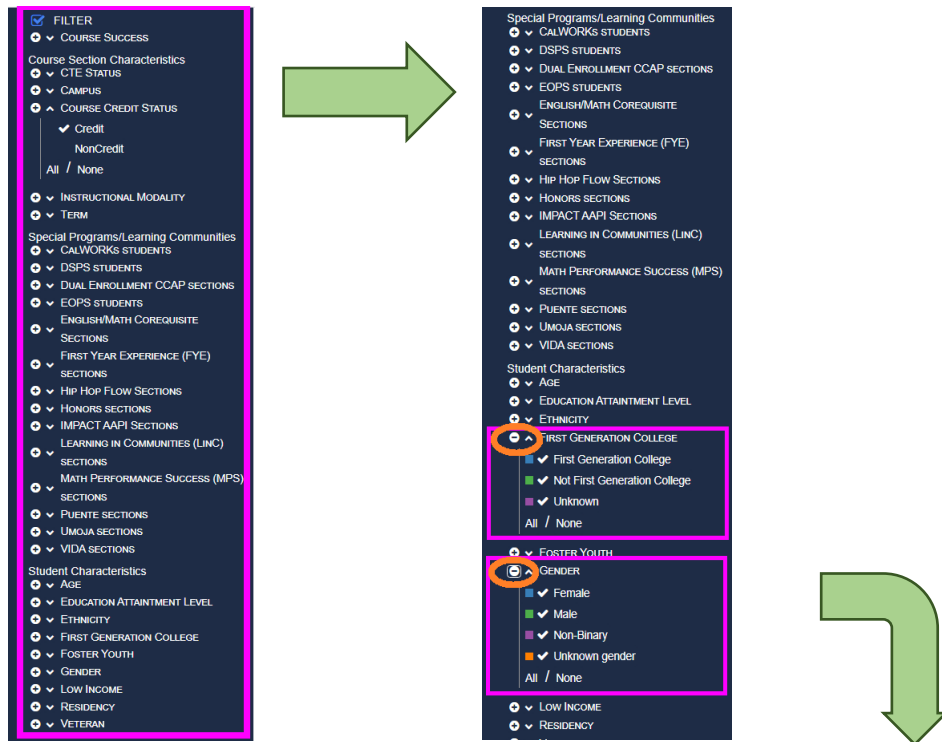 FILTER
COURSE SUCCESS
Course Section Characteristics
CTE STATUS
CAMPUS
COURSE CREDIT STATUS
Credit
NonCredit
All / None
INSTRUCTIONAL MODALITY
TERM
Special Programs/Learning Communities
CALWORKS STUDENTS
DSPS STUDENTS
DUAL ENROLLMENT CCAP SECTIONS
EOPS STUDENTS
ENGLISH/MATH COREQUISITE
SECTIONS
FIRST YEAR EXPERIENCE (FYE)
SECTIONS
HIP HOP FLOW SECTIONS
HONORS SECTIONS
IMPACT AAPI SECTIONS
LEARNING IN COMMUNITIES (LINC)
SECTIONS
MATH PERFORMANCE SUCCESS (MPS)
SECTIONS
PUENTE SECTIONS
UMOJA SECTIONS
VIDA SECTIONS
Student Characteristics
AGE
EDUCATION ATTAINTMENT LEVEL
ETHNICITY
FIRST GENERATION COLLEGE
FOSTER YOUTH
GENDER
LOW INCOME
RESIDENCY
VETERAN
Special Programs/Learning Communities
CALWORKS STUDENTS
DSPS STUDENTS
DUAL ENROLLMENT CCAP SECTIONS
EOPS STUDENTS
ENGLISH/MATH COREQUISITE
SECTIONS
FIRST YEAR EXPERIENCE (FYE)
SECTIONS
HIP HOP FLOW SECTIONS
HONORS SECTIONS
IMPACT AAPI SECTIONS
LEARNING IN COMMUNITIES (LINC)
SECTIONS
MATH PERFORMANCE SUCCESS (MPS)
SECTIONS
PUENTE SECTIONS
UMOJA SECTIONS
VIDA SECTIONS
Student Characteristics
AGE
EDUCATION ATTAINTMENT LEVEL
ETHNICITY
FIRST GENERATION COLLEGE
First Generation College
Not First Generation College
Unknown
All / None
FOSTER YOUTH
GENDER
Female
Male
Non-Binary
Unknown gender
All / None
LOW INCOME
RESIDENCY